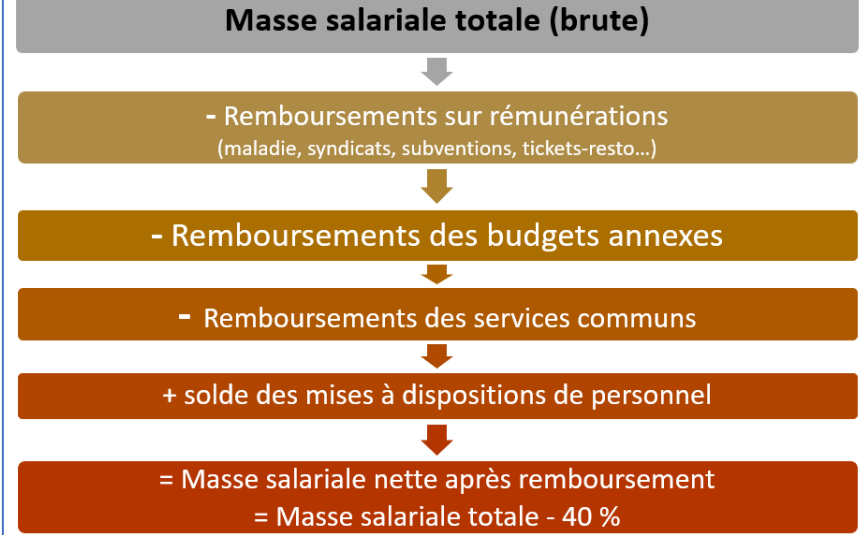 Masse salariale totale (brute)
- Remboursements sur rémunérations
(maladie, syndicats, subventions, tickets-resto...)
- Remboursements des budgets annexes
- Remboursements des services communs
+ solde des mises à dispositions de personnel
= Masse salariale nette après remboursement
= Masse salariale totale - 40 %